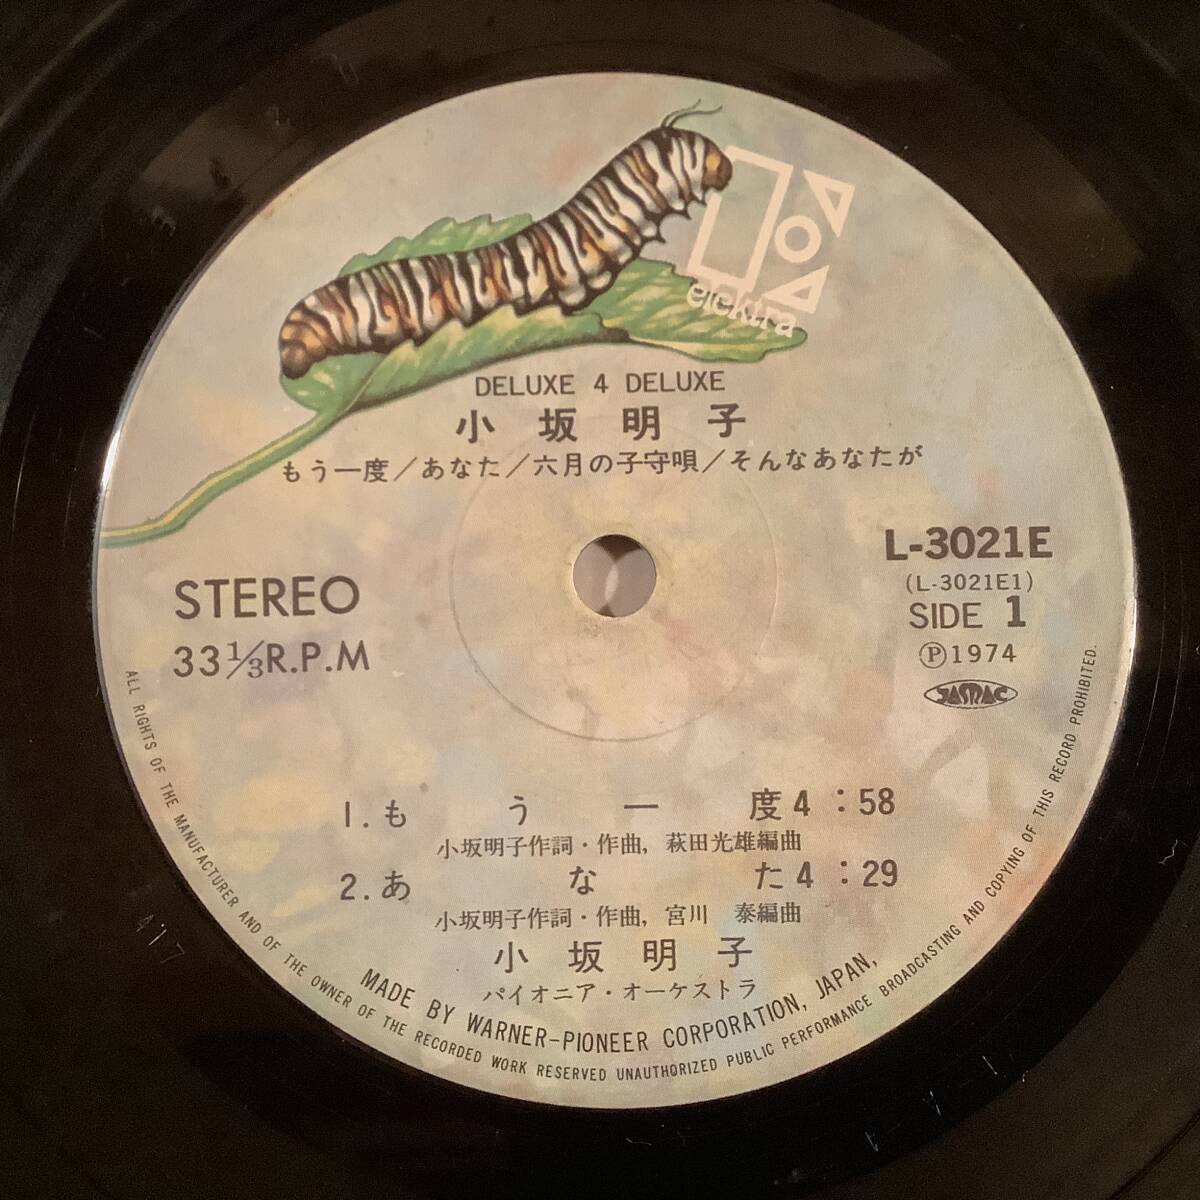 elektra
DELUXE 4 DELUXE
小坂明子
もう一度／あなた／六月の子守唄／そんなあなたが
STEREO
33 1/3 R.P.M
L-3021E
(L-3021E1)
SIDE 1
Ⓟ1974
JASRAC
1. もう一度 4：58
小坂明子作詞・作曲, 萩田光雄編曲
2. あなた 4：29
小坂明子作詞・作曲, 宮川 泰編曲
小坂明子
パイオニア・オーケストラ
MADE BY WARNER-PIONEER CORPORATION, JAPAN,
ALL RIGHTS OF THE MANUFACTURER AND OF THE OWNER OF THE RECORDED WORK RESERVED UNAUTHORIZED PUBLIC PERFORMANCE BROADCASTING AND COPYING OF THIS RECORD PROHIBITED.
417